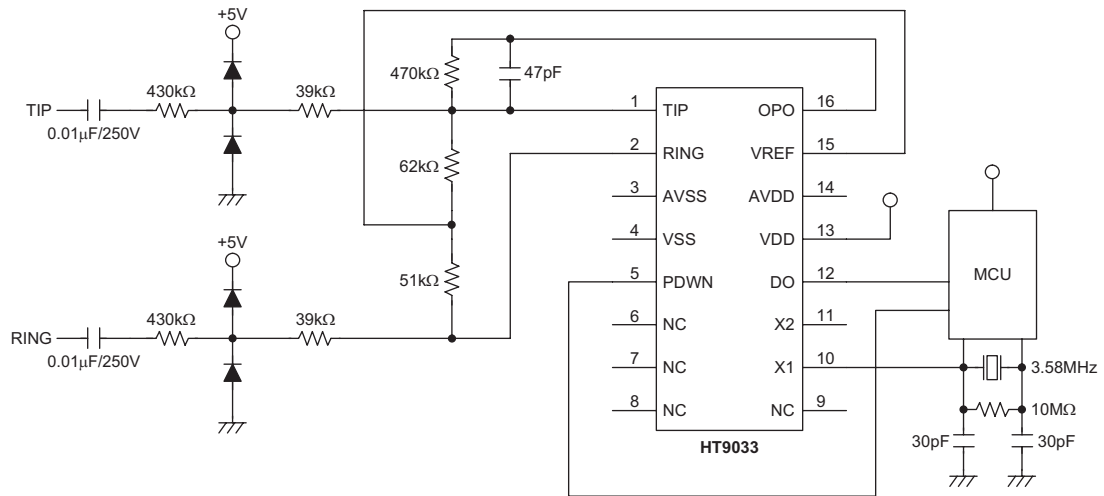 +5V
TIP
0.01μF/250V
430kΩ
39kΩ
470kΩ
47pF
62kΩ
51kΩ
+5V
RING
0.01μF/250V
430kΩ
39kΩ
1 TIP OPO 16
2 RING VREF 15
3 AVSS AVDD 14
4 VSS VDD 13
5 PDWN DO 12
6 NC X2 11
7 NC X1 10
8 NC NC 9
HT9033
MCU
3.58MHz
10MΩ
30pF 30pF